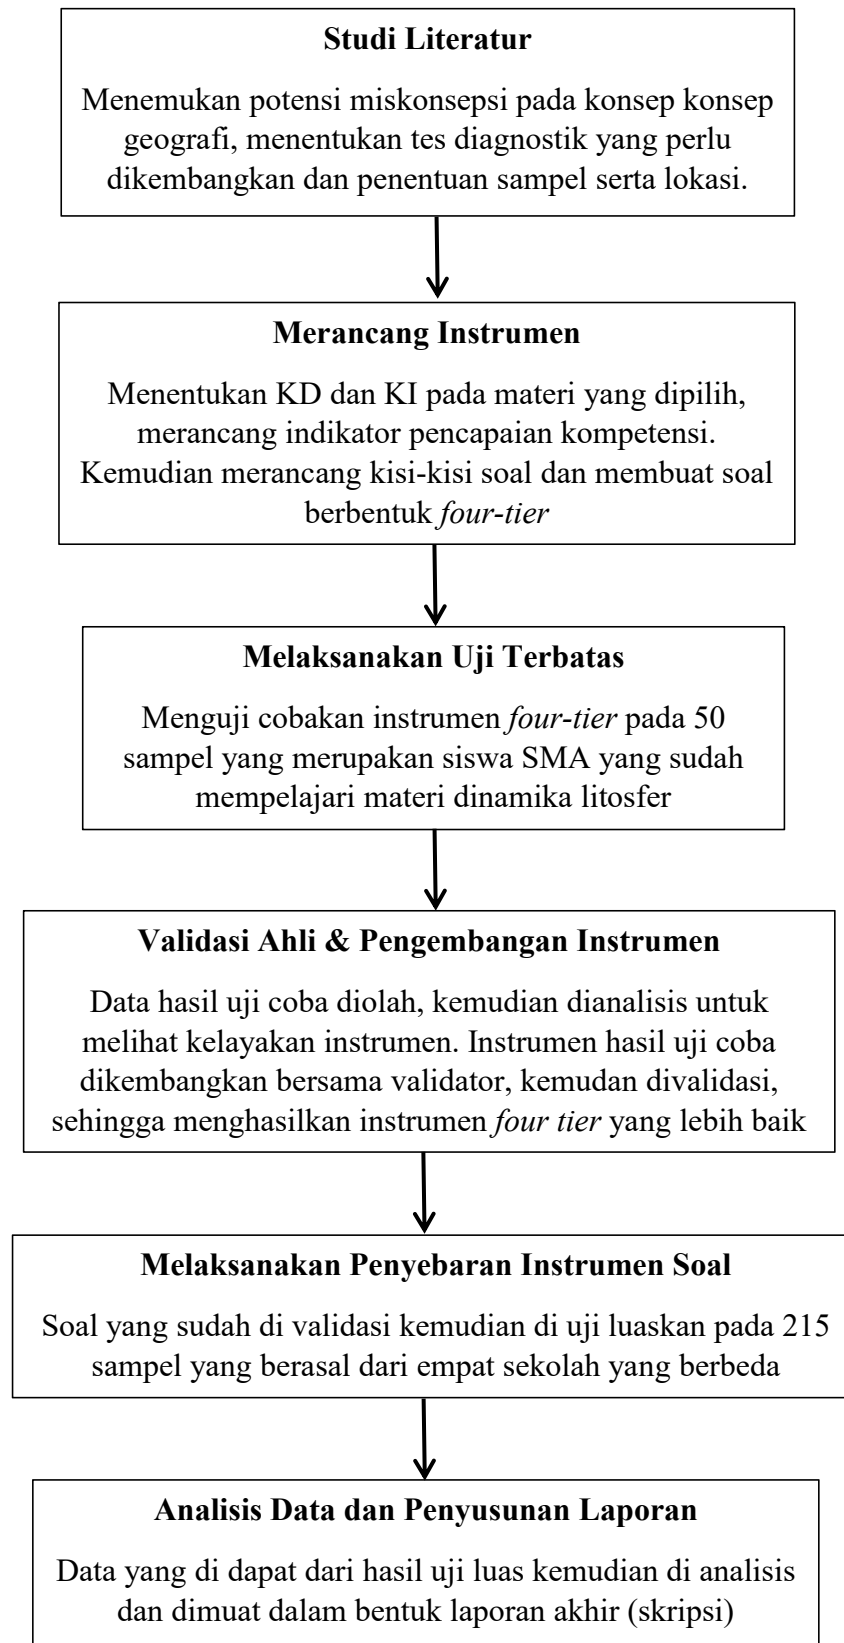 Studi Literatur
Menemukan potensi miskonsepsi pada konsep konsep
geografi, menentukan tes diagnostik yang perlu
dikembangkan dan penentuan sampel serta lokasi.
Merancang Instrumen
Menentukan KD dan KI pada materi yang dipilih,
merancang indikator pencapaian kompetensi.
Kemudian merancang kisi-kisi soal dan membuat soal
berbentuk four-tier
Melaksanakan Uji Terbatas
Menguji cobakan instrumen four-tier pada 50
sampel yang merupakan siswa SMA yang sudah
mempelajari materi dinamika litosfer
Validasi Ahli & Pengembangan Instrumen
Data hasil uji coba diolah, kemudian dianalisis untuk
melihat kelayakan instrumen. Instrumen hasil uji coba
dikembangkan bersama validator, kemudan divalidasi,
sehingga menghasilkan instrumen four tier yang lebih baik
Melaksanakan Penyebaran Instrumen Soal
Soal yang sudah di validasi kemudian di uji luaskan pada 215
sampel yang berasal dari empat sekolah yang berbeda
Analisis Data dan Penyusunan Laporan
Data yang di dapat dari hasil uji luas kemudian di analisis
dan dimuat dalam bentuk laporan akhir (skripsi)